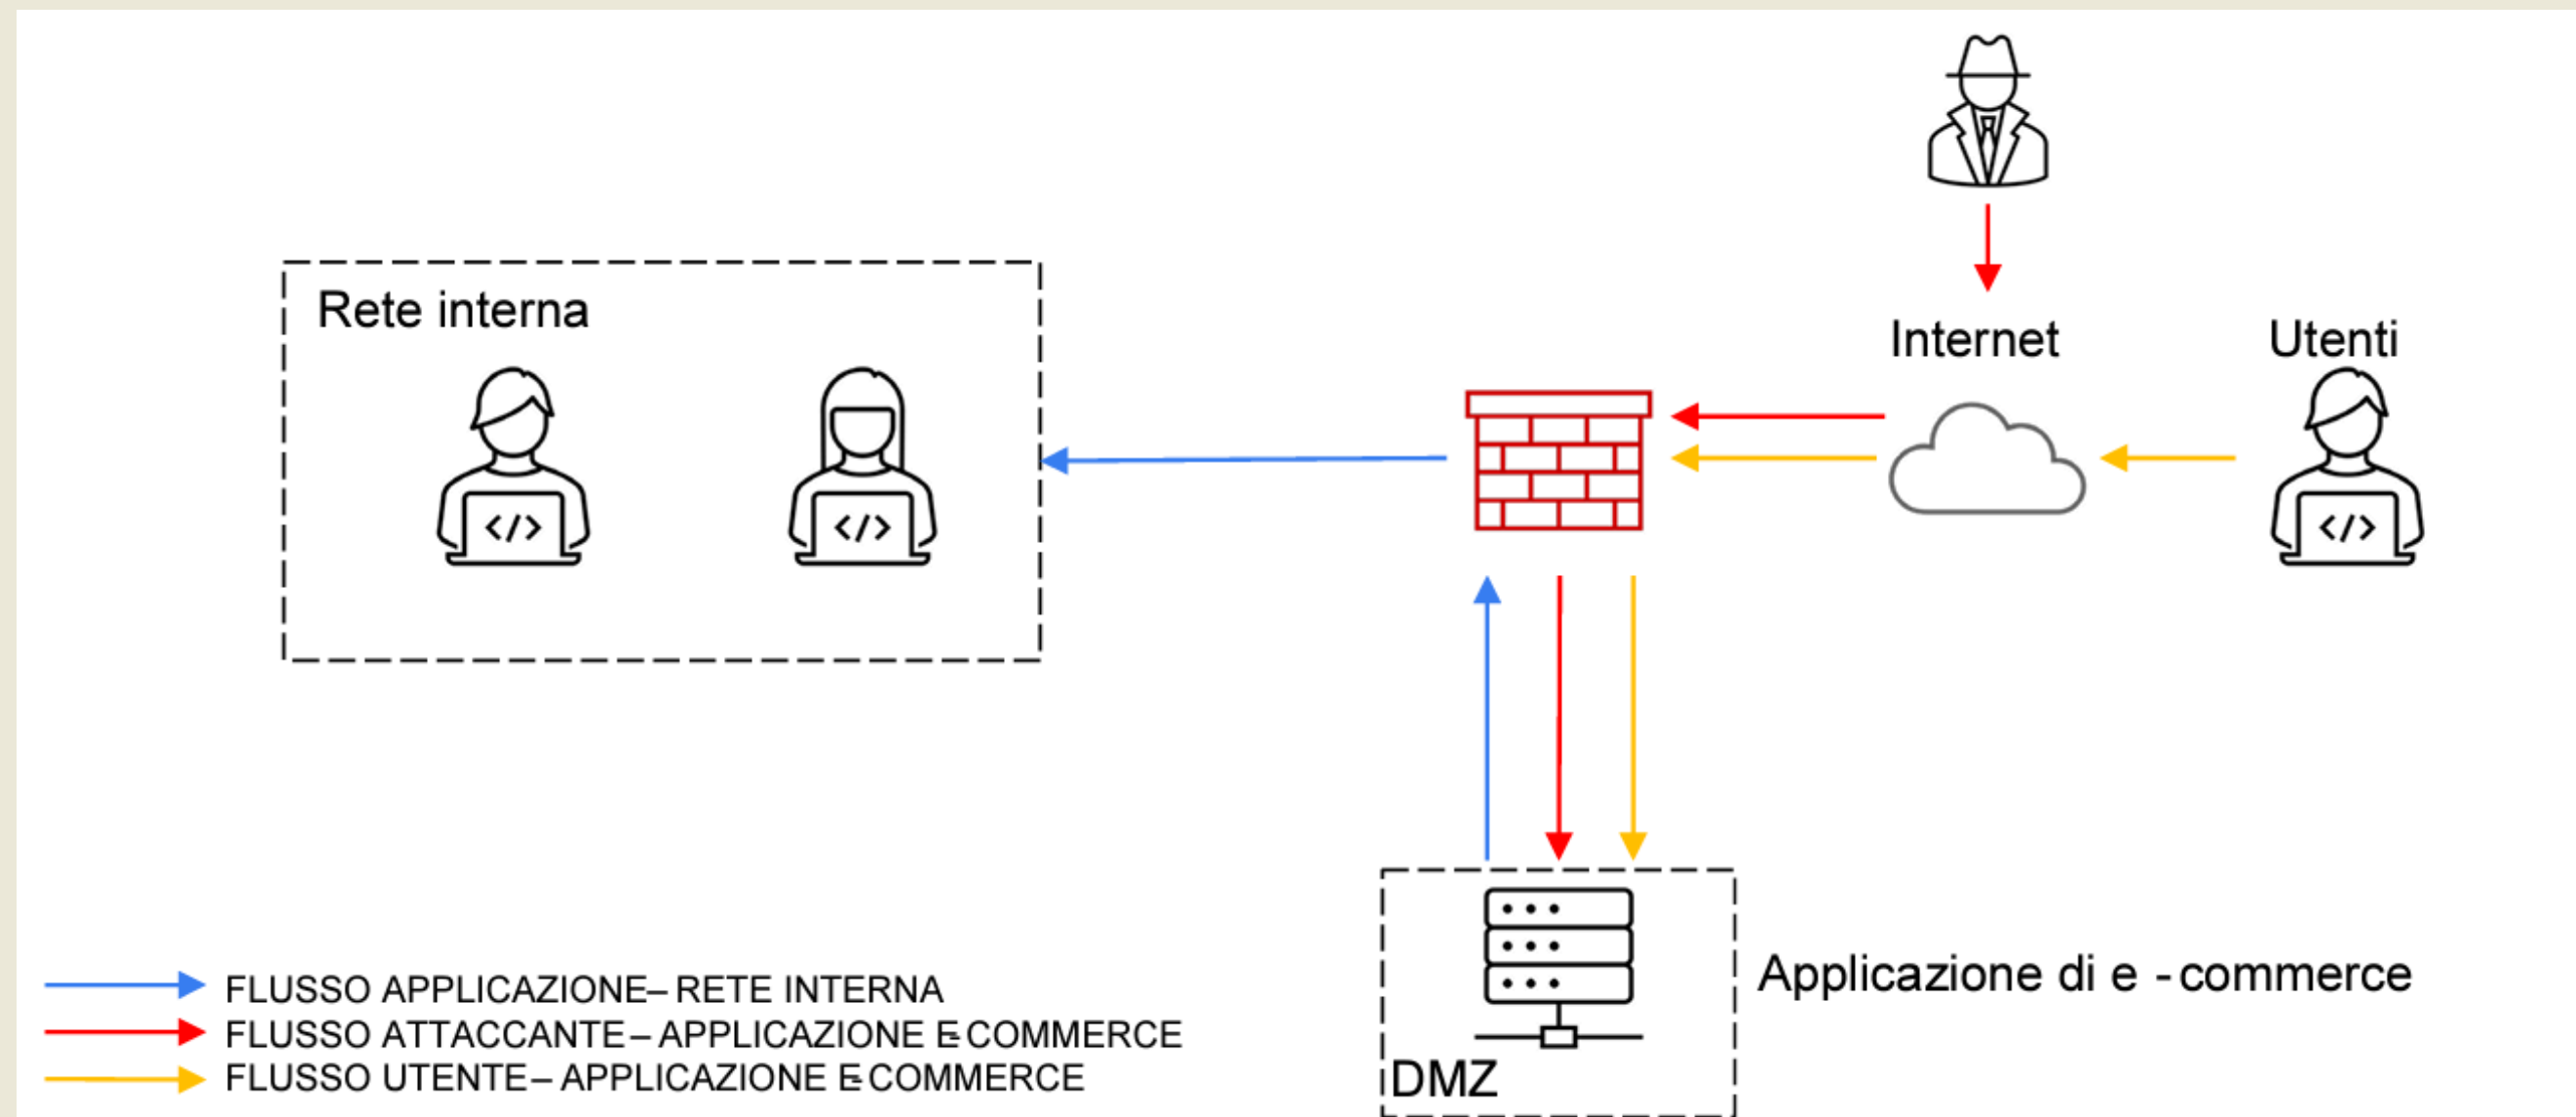 Rete interna
Internet
Utenti
Applicazione di e -commerce
DMZ
FLUSSO APPLICAZIONE– RETE INTERNA
FLUSSO ATTACCANTE – APPLICAZIONE E-COMMERCE
FLUSSO UTENTE – APPLICAZIONE E-COMMERCE